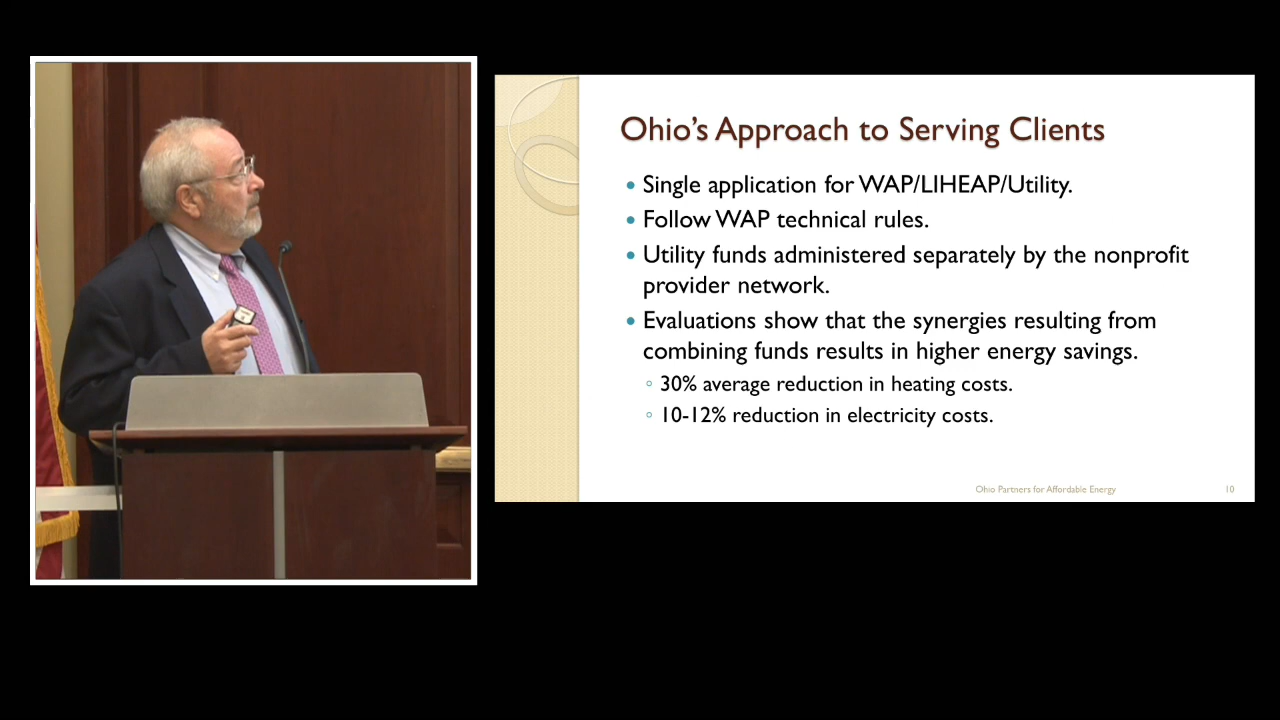 Ohio's Approach to Serving Clients
Single application for WAP/LIHEAP/Utility.
Follow WAP technical rules.
Utility funds administered separately by the nonprofit
provider network.
Evaluations show that the synergies resulting from
combining funds results in higher energy savings.
30% average reduction in heating costs.
10-12% reduction in electricity costs.
Ohio Partners for Affordable Energy
10